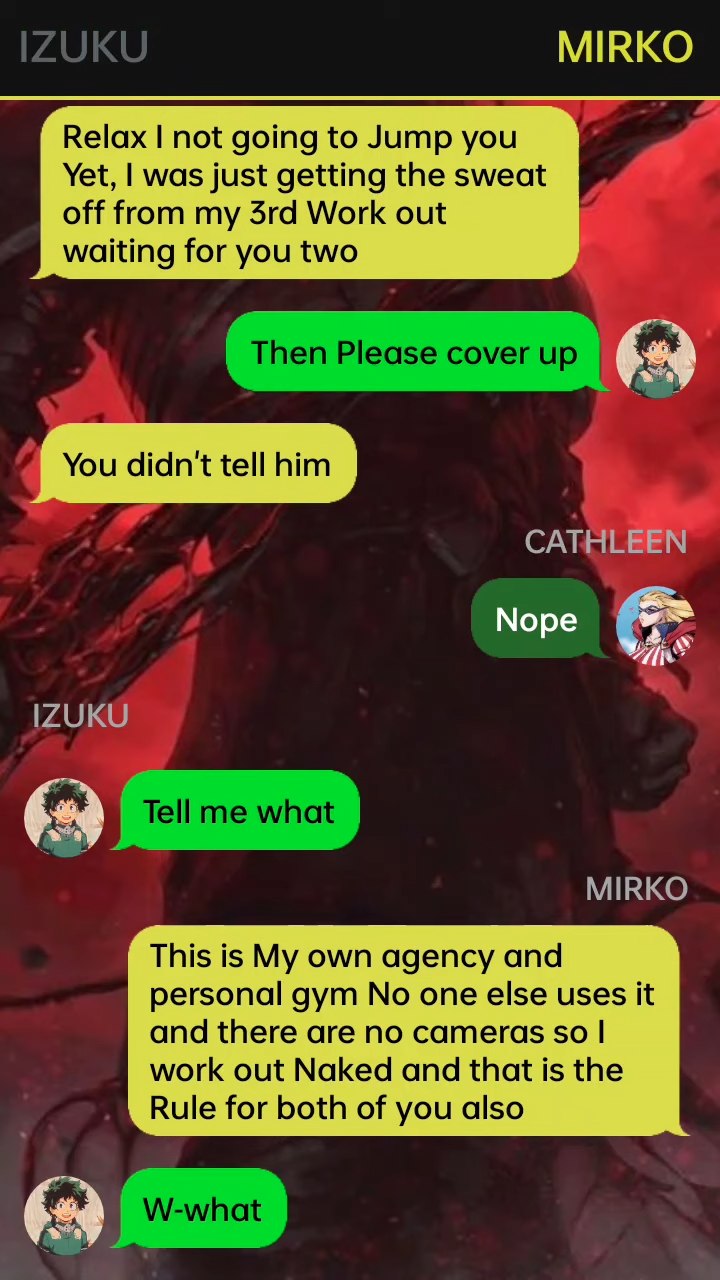 IZUKU
MIRKO
Relax I not going to Jump you
Yet, I was just getting the sweat
off from my 3rd Work out
waiting for you two
Then Please cover up
You didn't tell him
CATHLEEN
Nope
IZUKU
Tell me what
MIRKO
This is My own agency and
personal gym No one else uses it
and there are no cameras so I
work out Naked and that is the
Rule for both of you also
W-what